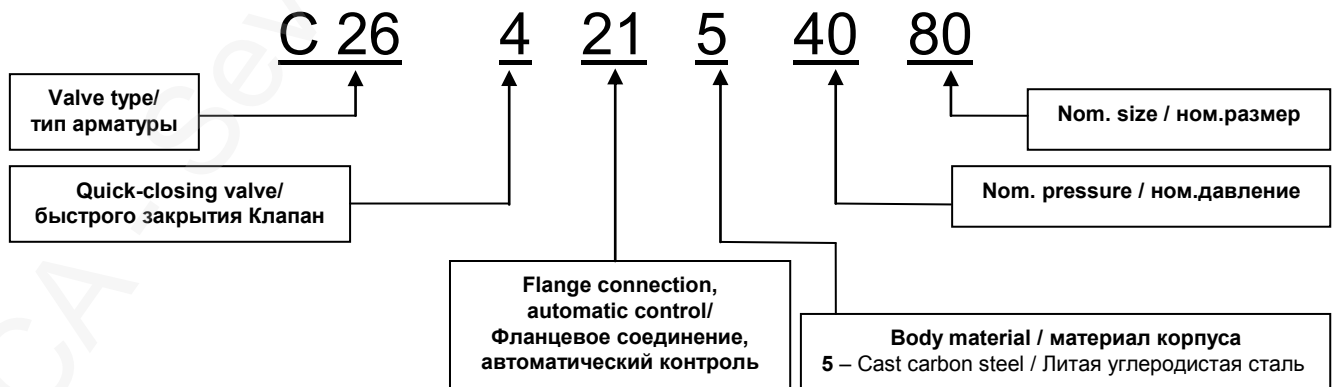 C 26 4 21 5 40 80
Valve type/
тип арматуры
Nom. size / ном.размер
Quick-closing valve/
быстрого закрытия Клапан
Nom. pressure / ном.давление
Flange connection,
automatic control/
Фланцевое соединение,
автоматический контроль
Body material / материал корпуса
5 – Cast carbon steel / Литая углеродистая сталь